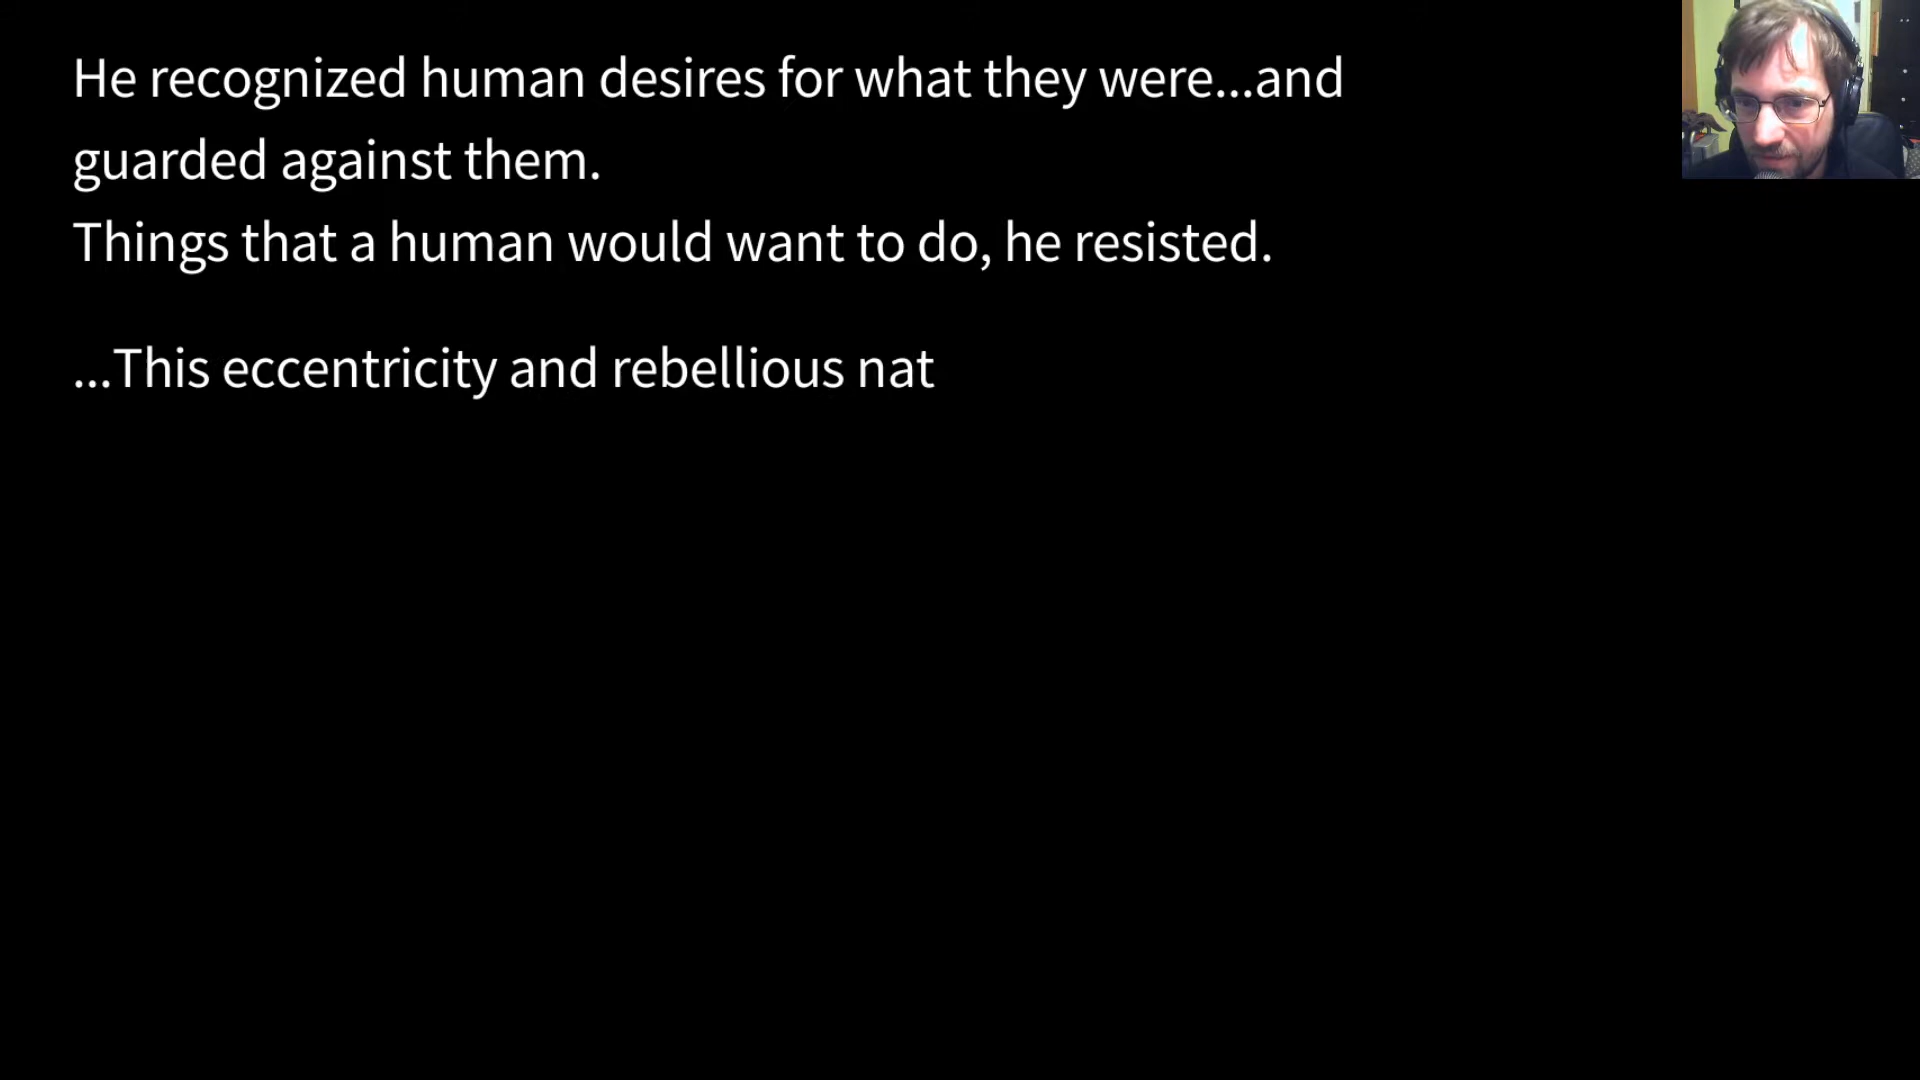 He recognized human desires for what they were...and
guarded against them.
Things that a human would want to do, he resisted.
...This eccentricity and rebellious nat